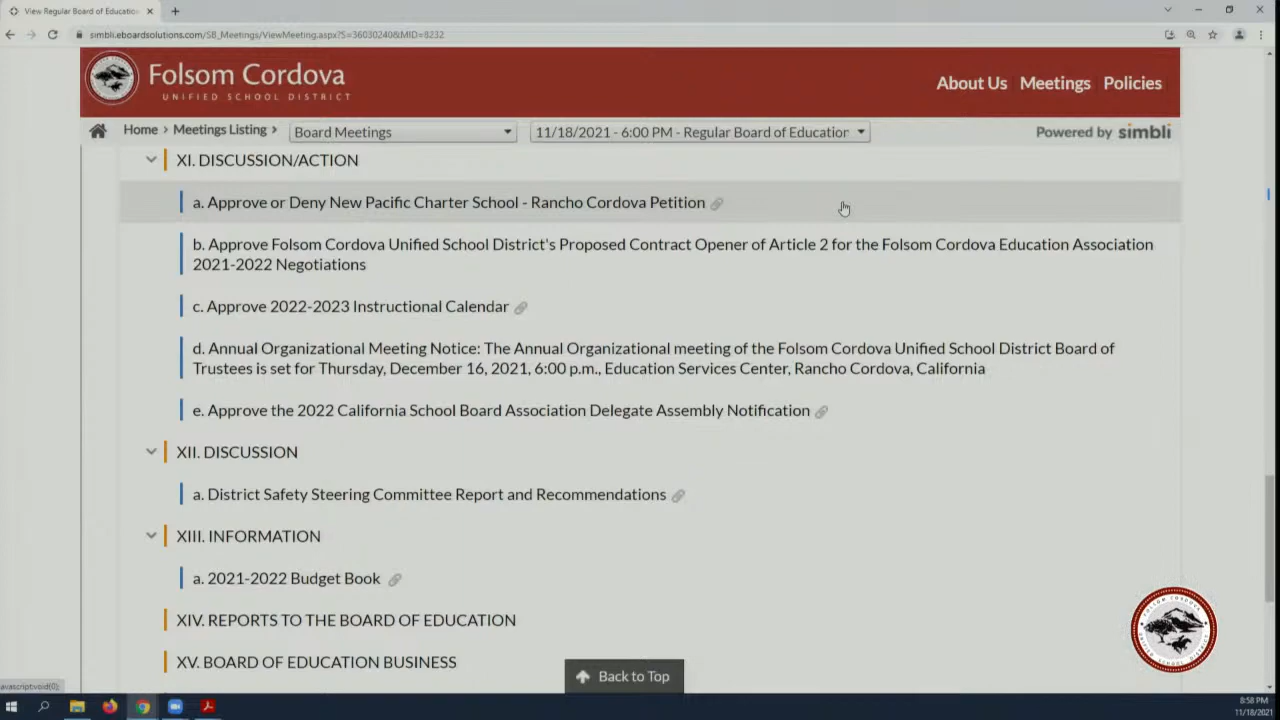 View Regular Board of Education
simbli.eboardsolutions.com/SB_Meetings/ViewMeeting.aspx?S=36030240&MID=8232
Folsom Cordova
UNIFIED SCHOOL DISTRICT
About Us Meetings Policies
Home > Meetings Listing > Board Meetings 11/18/2021 - 6:00 PM - Regular Board of Education
Powered by simbli
XI. DISCUSSION/ACTION
a. Approve or Deny New Pacific Charter School - Rancho Cordova Petition
b. Approve Folsom Cordova Unified School District's Proposed Contract Opener of Article 2 for the Folsom Cordova Education Association
2021-2022 Negotiations
c. Approve 2022-2023 Instructional Calendar
d. Annual Organizational Meeting Notice: The Annual Organizational meeting of the Folsom Cordova Unified School District Board of
Trustees is set for Thursday, December 16, 2021, 6:00 p.m., Education Services Center, Rancho Cordova, California
e. Approve the 2022 California School Board Association Delegate Assembly Notification
XII. DISCUSSION
a. District Safety Steering Committee Report and Recommendations
XIII. INFORMATION
a. 2021-2022 Budget Book
XIV. REPORTS TO THE BOARD OF EDUCATION
XV. BOARD OF EDUCATION BUSINESS
Back to Top
FOLSOM CORDOVA
UNIFIED SCHOOL DISTRICT
avascript:void(0);
8:58 PM
11/18/2021